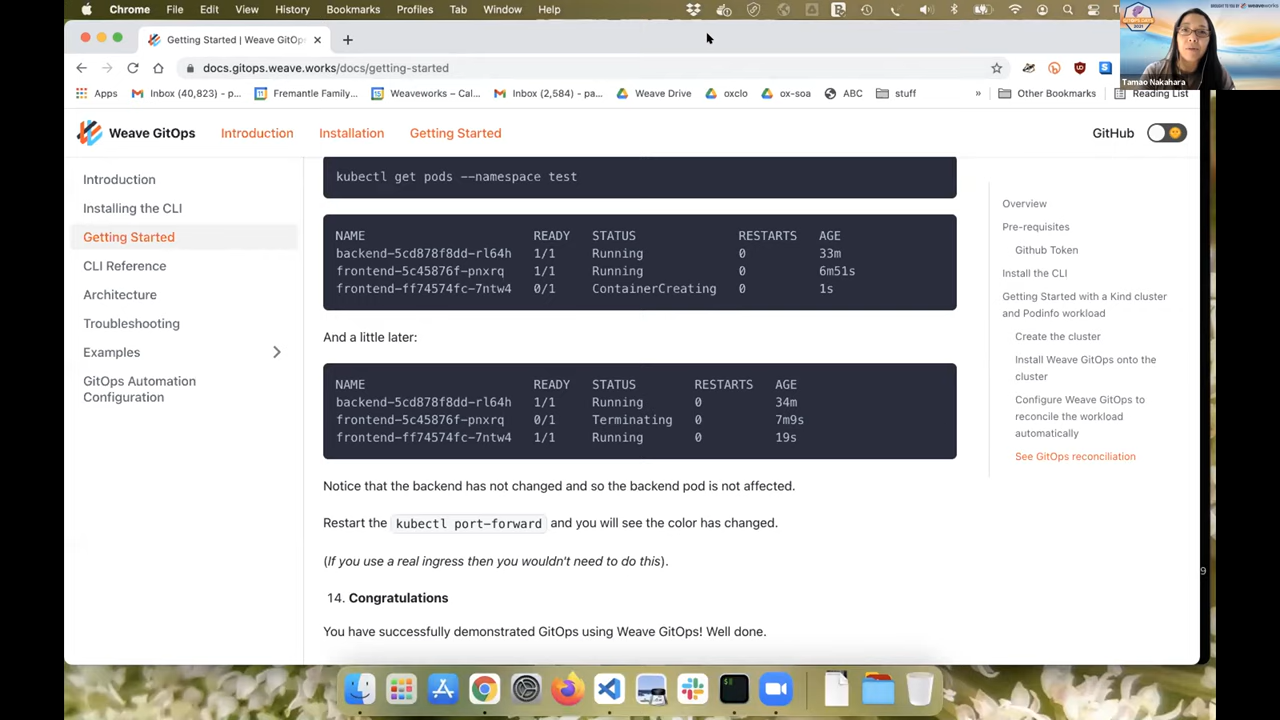 Chrome File Edit View History Bookmarks Profiles Tab Window Help
BROUGHT TO YOU BY weaveworks
GITOPS DAYS
2021
Tamao Nakahara
Getting Started | Weave GitOp
docs.gitops.weave.works/docs/getting-started
Apps Inbox (40,823) – p... Fremantle Family... Weaveworks – Cal... Inbox (2,584) – pa... Weave Drive oxclo ox-soa ABC stuff » Other Bookmarks Reading List
Weave GitOps Introduction Installation Getting Started GitHub
Introduction
Installing the CLI
Getting Started
CLI Reference
Architecture
Troubleshooting
Examples
GitOps Automation
Configuration
kubectl get pods --namespace test
NAME READY STATUS RESTARTS AGE
backend-5cd878f8dd-rl64h 1/1 Running 0 33m
frontend-5c45876f-pnxrq 1/1 Running 0 6m51s
frontend-ff74574fc-7ntw4 0/1 ContainerCreating 0 1s
And a little later:
NAME READY STATUS RESTARTS AGE
backend-5cd878f8dd-rl64h 1/1 Running 0 34m
frontend-5c45876f-pnxrq 0/1 Terminating 0 7m9s
frontend-ff74574fc-7ntw4 1/1 Running 0 19s
Notice that the backend has not changed and so the backend pod is not affected.
Restart the kubectl port-forward and you will see the color has changed.
(If you use a real ingress then you wouldn't need to do this).
14. Congratulations
You have successfully demonstrated GitOps using Weave GitOps! Well done.
Overview
Pre-requisites
Github Token
Install the CLI
Getting Started with a Kind cluster
and Podinfo workload
Create the cluster
Install Weave GitOps onto the
cluster
Configure Weave GitOps to
reconcile the workload
automatically
See GitOps reconciliation
9